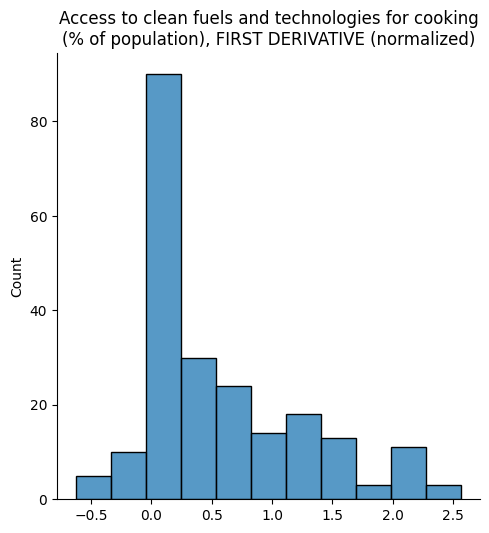 Access to clean fuels and technologies for cooking
(% of population), FIRST DERIVATIVE (normalized)
80
60
40
20
0
Count
−0.5 0.0 0.5 1.0 1.5 2.0 2.5